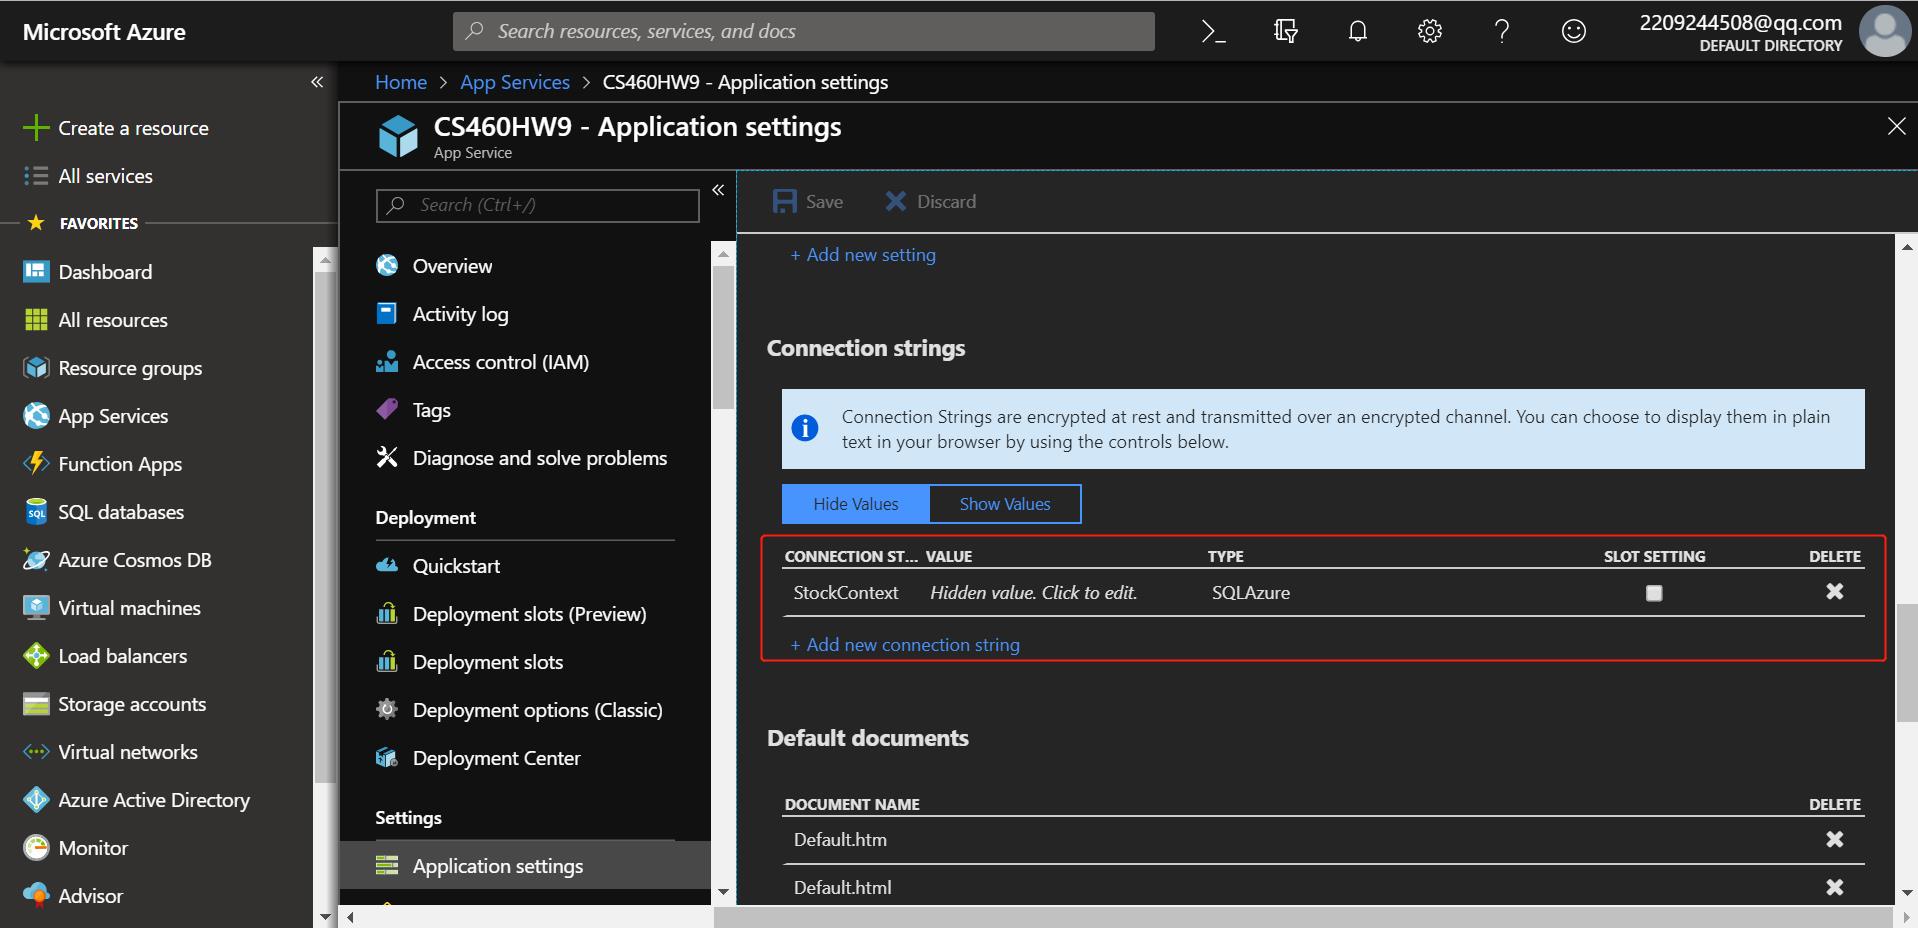 Microsoft Azure
Search resources, services, and docs
2209244508@qq.com
DEFAULT DIRECTORY
Create a resource
All services
FAVORITES
Dashboard
All resources
Resource groups
App Services
Function Apps
SQL databases
Azure Cosmos DB
Virtual machines
Load balancers
Storage accounts
Virtual networks
Azure Active Directory
Monitor
Advisor
Home > App Services > CS460HW9 - Application settings
CS460HW9 - Application settings
App Service
Search (Ctrl+/)
Overview
Activity log
Access control (IAM)
Tags
Diagnose and solve problems
Deployment
Quickstart
Deployment slots (Preview)
Deployment slots
Deployment options (Classic)
Deployment Center
Settings
Application settings
Save Discard
+ Add new setting
Connection strings
Connection Strings are encrypted at rest and transmitted over an encrypted channel. You can choose to display them in plain
text in your browser by using the controls below.
Hide Values Show Values
CONNECTION ST... VALUE TYPE SLOT SETTING DELETE
StockContext Hidden value. Click to edit. SQLAzure
+ Add new connection string
Default documents
DOCUMENT NAME DELETE
Default.htm
Default.html